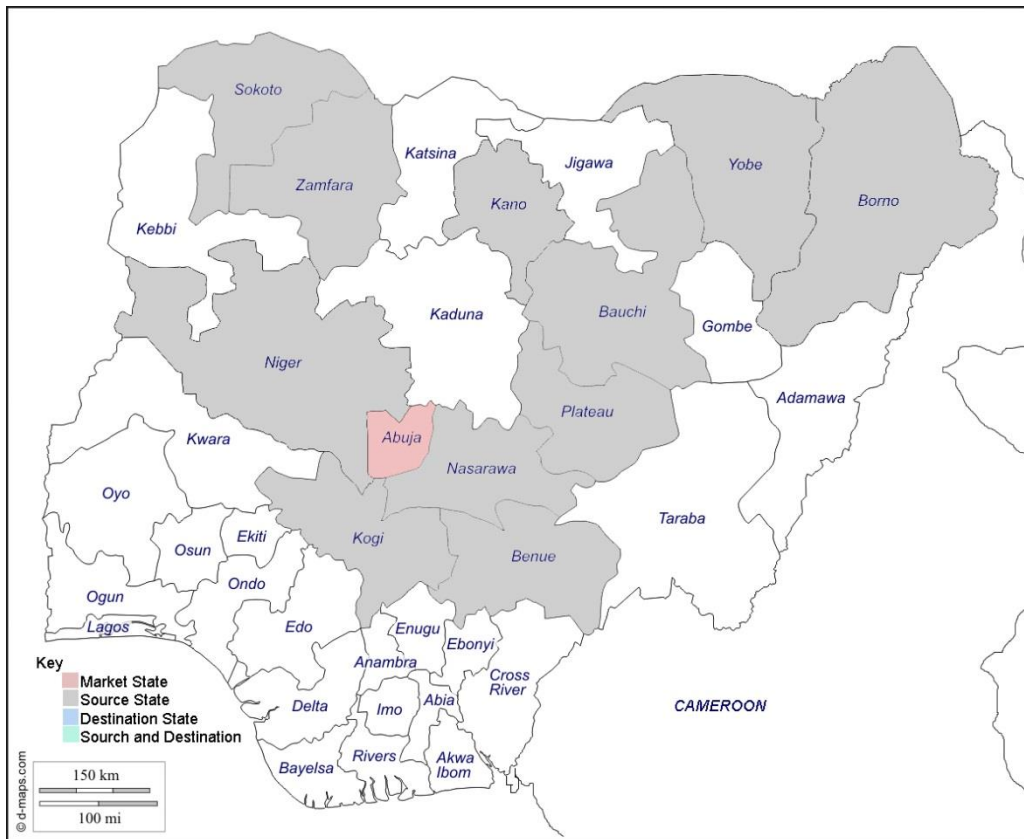 Sokoto
Katsina
Jigawa
Yobe
Zamfara
Kano
Borno
Kebbi
Kaduna
Bauchi
Gombe
Niger
Adamawa
Plateau
Abuja
Kwara
Nasarawa
Oyo
Taraba
Kogi
Ekiti
Osun
Benue
Ondo
Ogun
Lagos
Edo
Enugu
Ebonyi
Anambra
Cross
River
Key
Market State
Source State
Destination State
Sourch and Destination
Delta
Imo
Abia
CAMEROON
Rivers
Akwa
Ibom
Bayelsa
150 km
100 mi
© d-maps.com